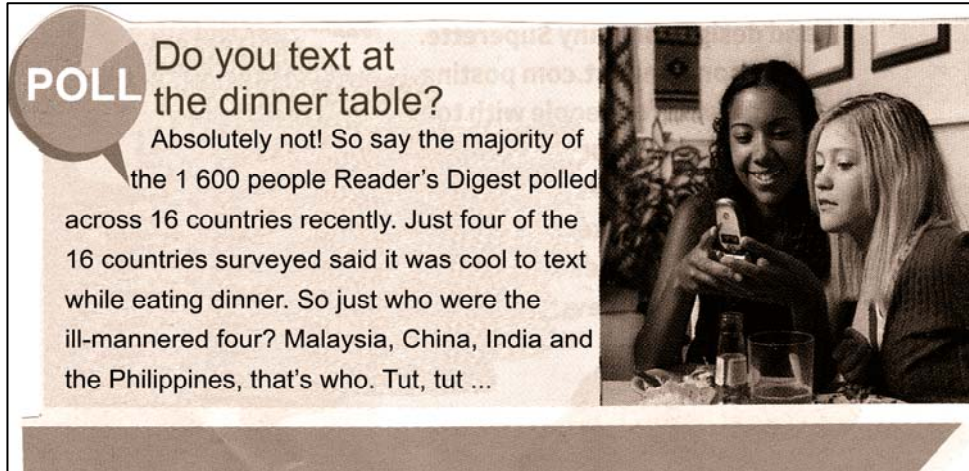 POLL
Do you text at
the dinner table?
Absolutely not! So say the majority of
the 1 600 people Reader's Digest polled
across 16 countries recently. Just four of the
16 countries surveyed said it was cool to text
while eating dinner. So just who were the
ill-mannered four? Malaysia, China, India and
the Philippines, that's who. Tut, tut ...